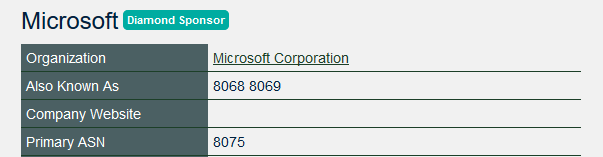 Microsoft Diamond Sponsor
Organization Microsoft Corporation
Also Known As 8068 8069
Company Website
Primary ASN 8075